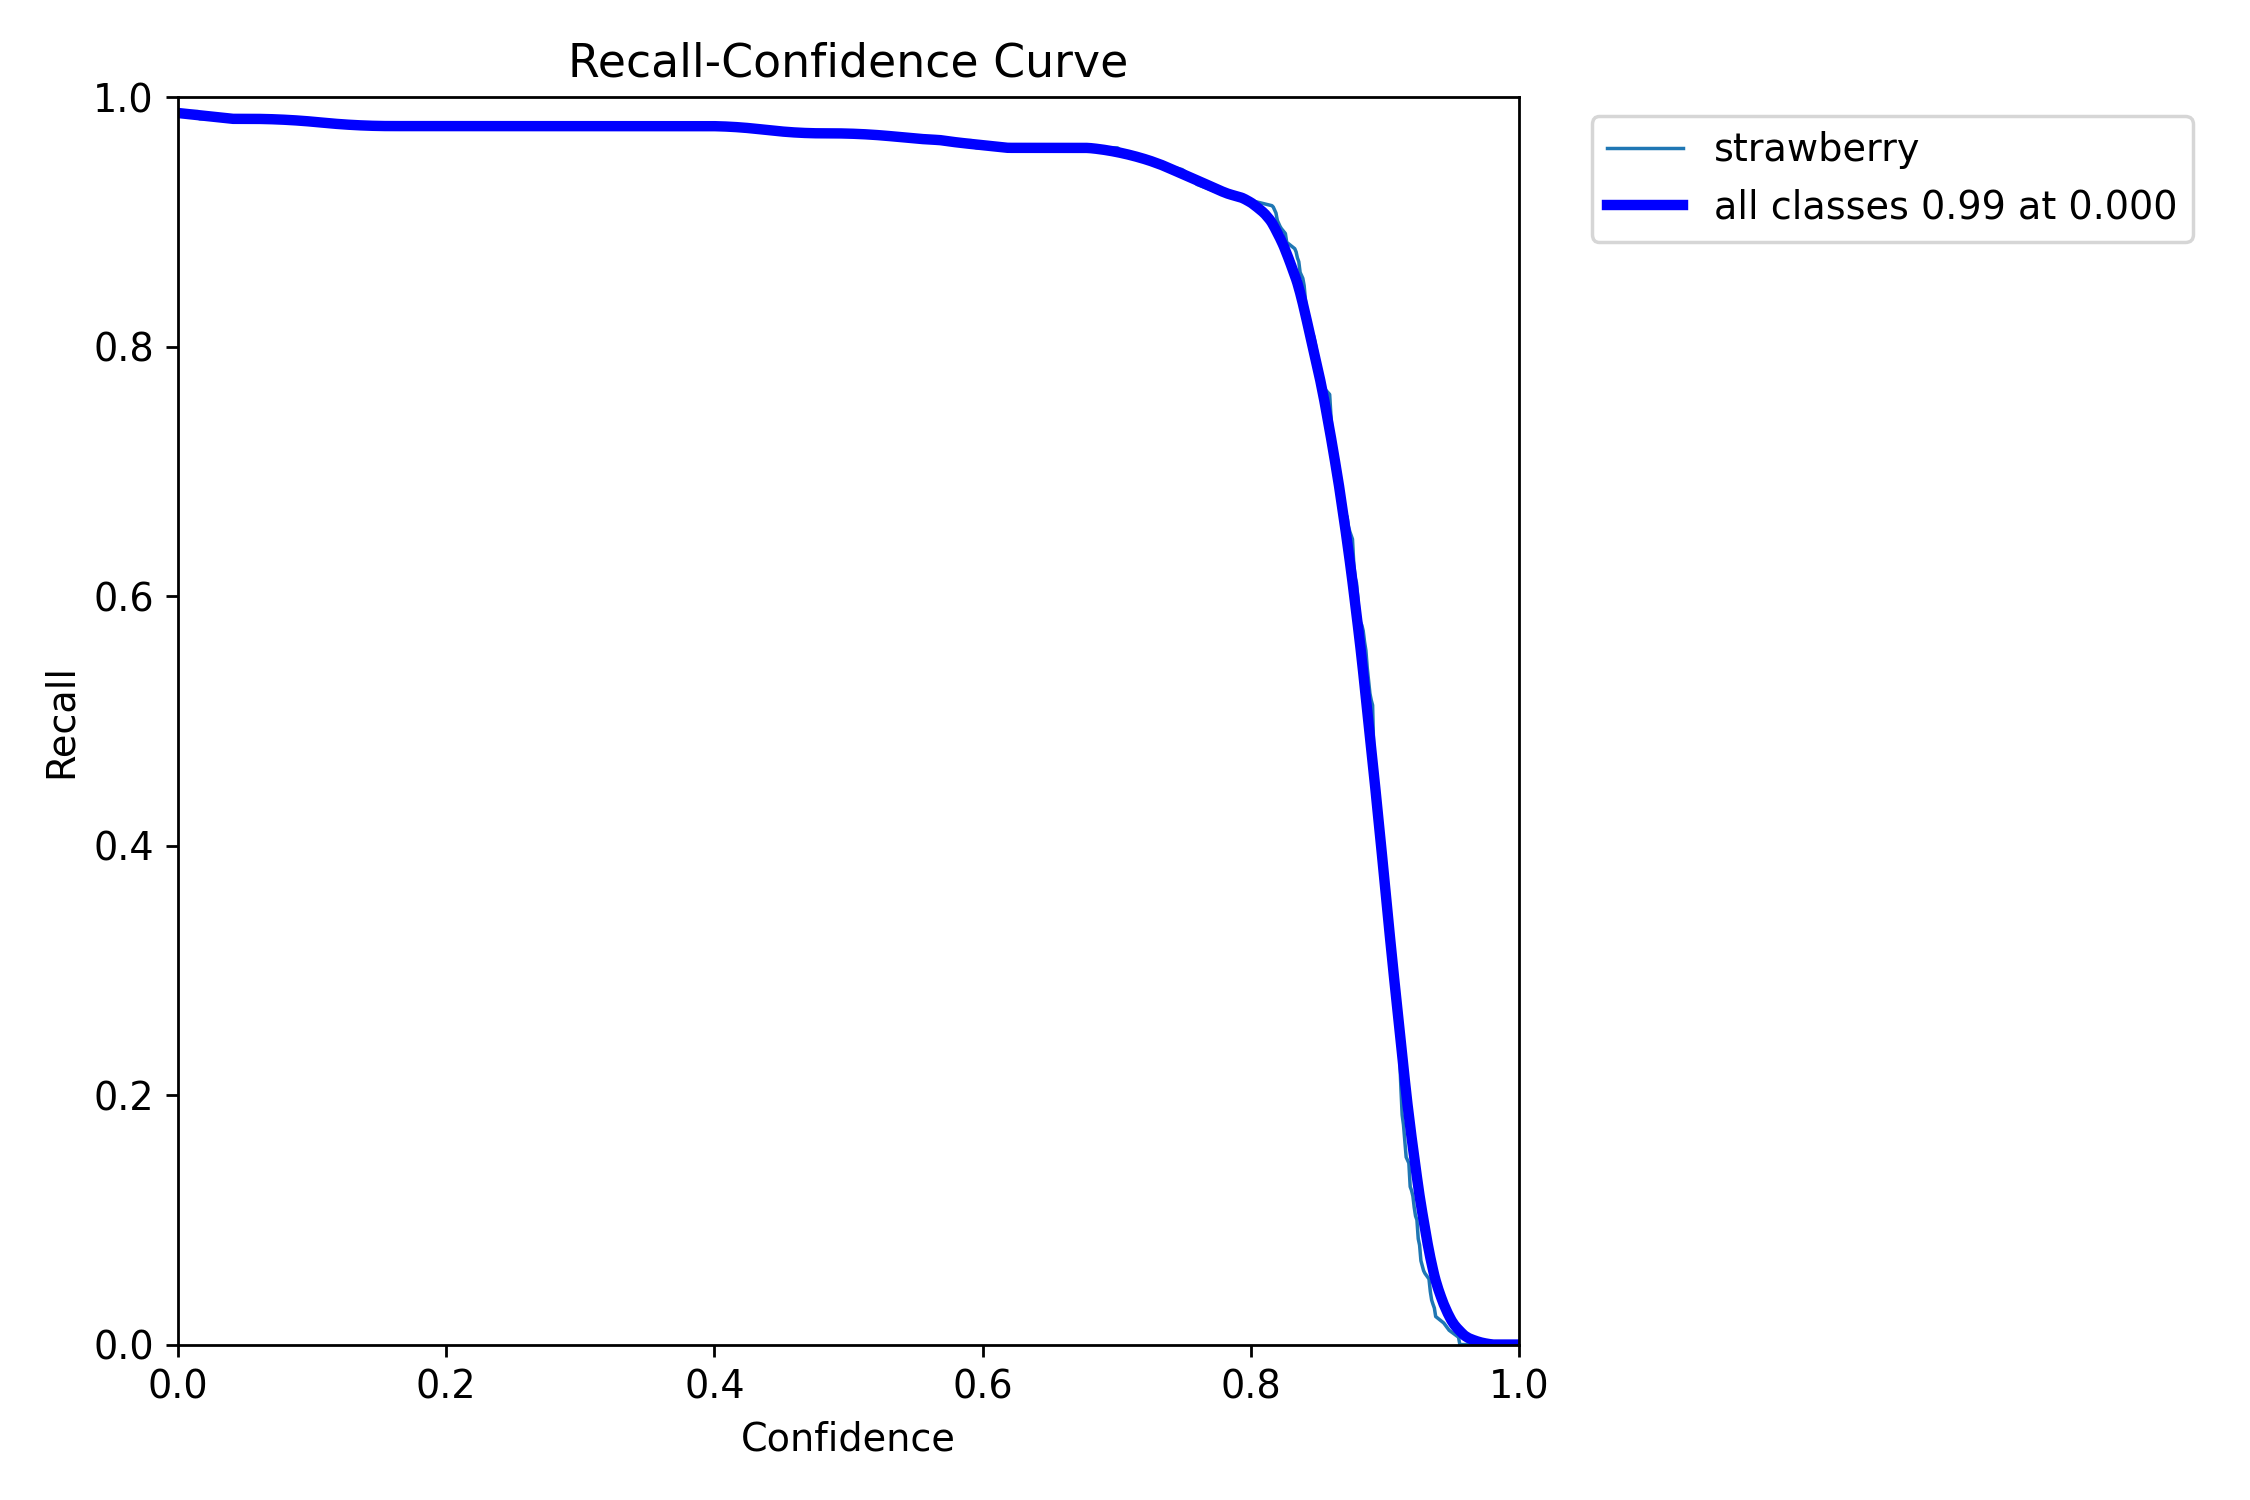 Recall-Confidence Curve
1.0
0.8
0.6
0.4
0.2
0.0
Recall
0.0 0.2 0.4 0.6 0.8 1.0
Confidence
strawberry
all classes 0.99 at 0.000